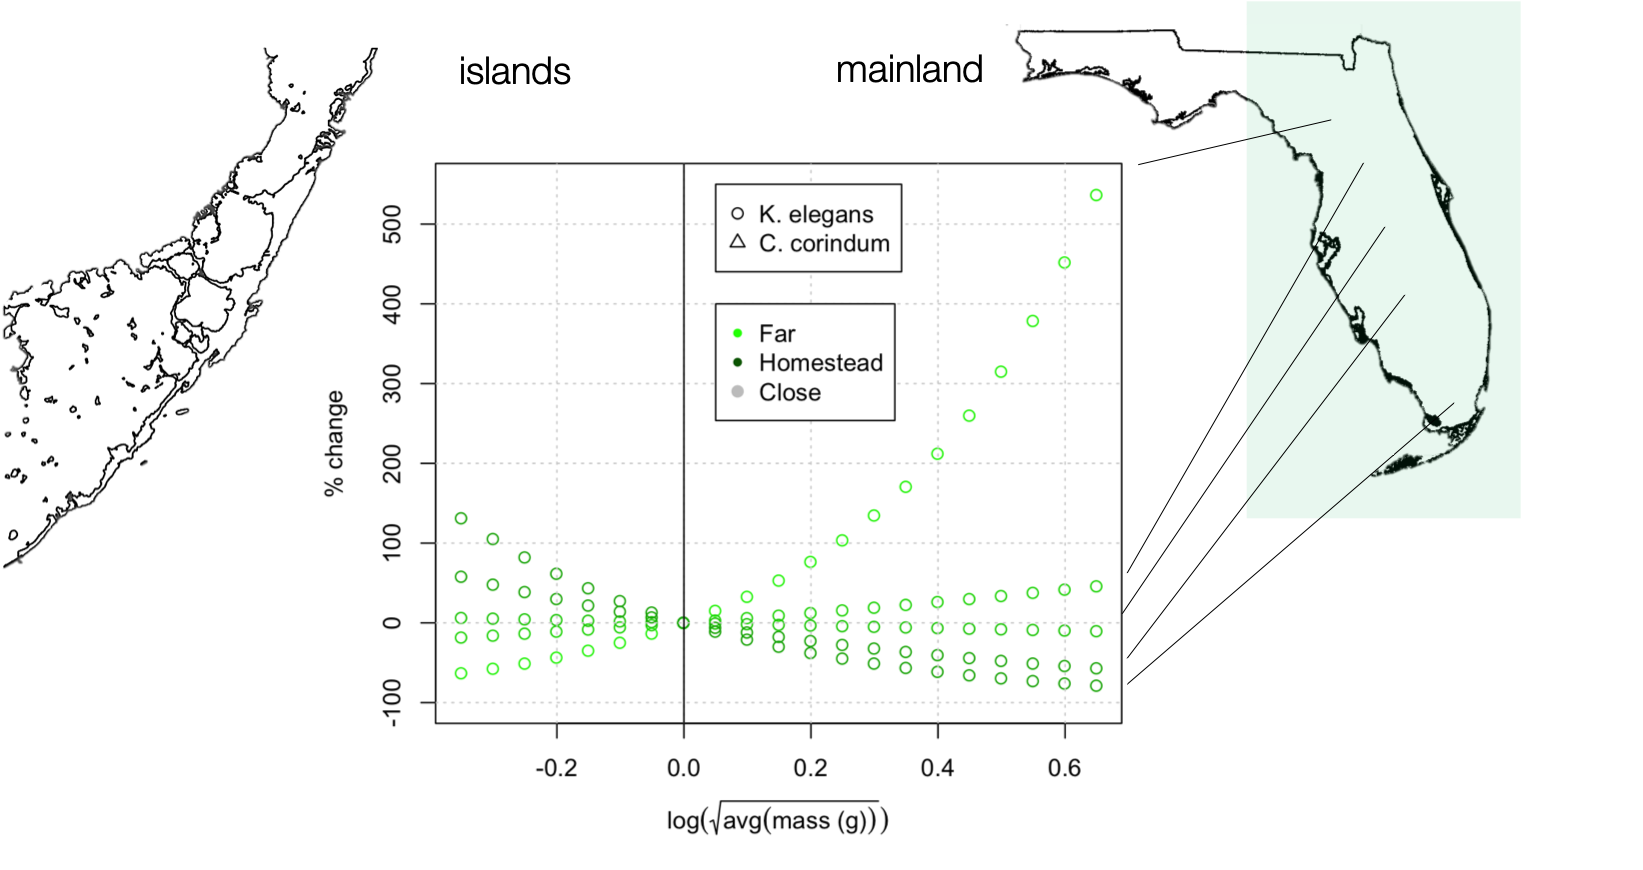 islands
mainland
K. elegans
C. corindum
Far
Homestead
Close
% change
500
400
300
200
100
0
-100
-0.2
0.0
0.2
0.4
0.6
log(√avg(mass (g)))